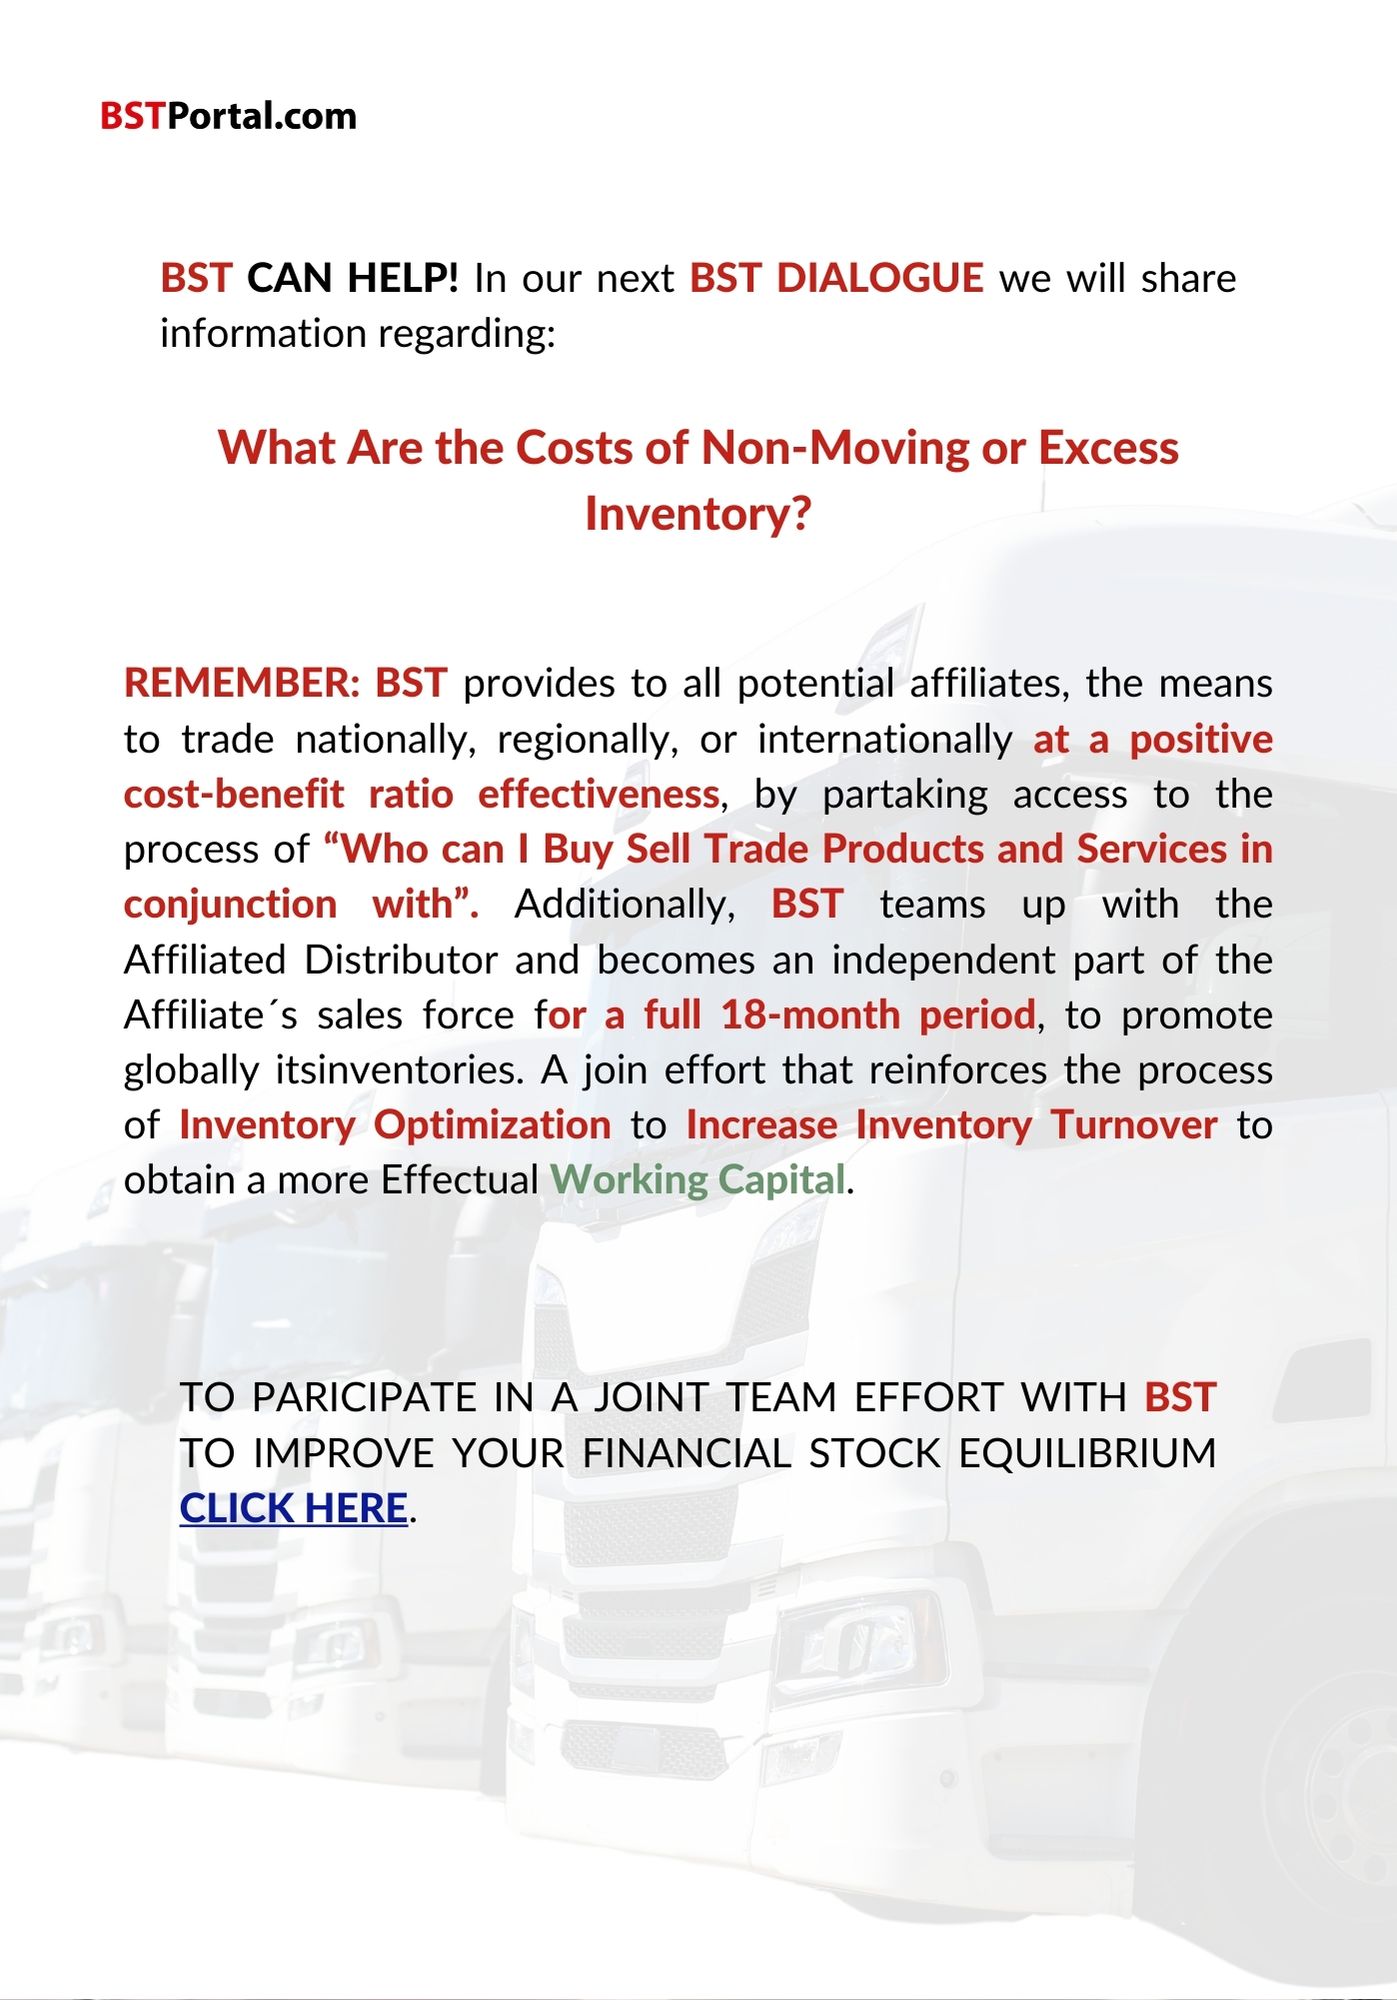 BSTPortal.com
BST CAN HELP! In our next BST DIALOGUE we will share
information regarding:
What Are the Costs of Non-Moving or Excess
Inventory?
REMEMBER: BST provides to all potential affiliates, the means
to trade nationally, regionally, or internationally at a positive
cost-benefit ratio effectiveness, by partaking access to the
process of “Who can I Buy Sell Trade Products and Services in
conjunction with”. Additionally, BST teams up with the
Affiliated Distributor and becomes an independent part of the
Affiliate´s sales force for a full 18-month period, to promote
globally itsinventories. A join effort that reinforces the process
of Inventory Optimization to Increase Inventory Turnover to
obtain a more Effectual Working Capital.
TO PARICIPATE IN A JOINT TEAM EFFORT WITH BST
TO IMPROVE YOUR FINANCIAL STOCK EQUILIBRIUM
CLICK HERE.